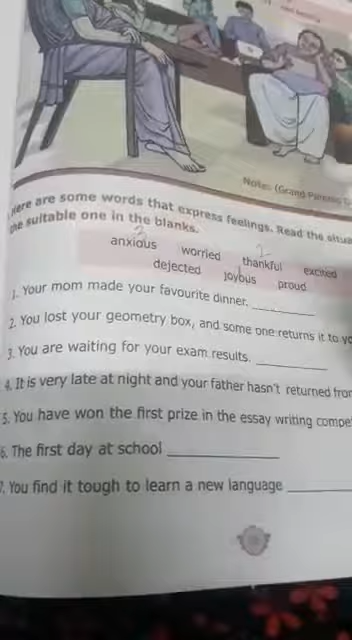 Note: (Grand Parents
Here are some words that express feelings. Read the situa
the suitable one in the blanks.
3 2
anxious worried thankful excited
dejected joyous proud
1. Your mom made your favourite dinner.
2. You lost your geometry box, and some one returns it to yo
3. You are waiting for your exam results.
4. It is very late at night and your father hasn't returned from
5. You have won the first prize in the essay writing compe
6. The first day at school
7. You find it tough to learn a new language